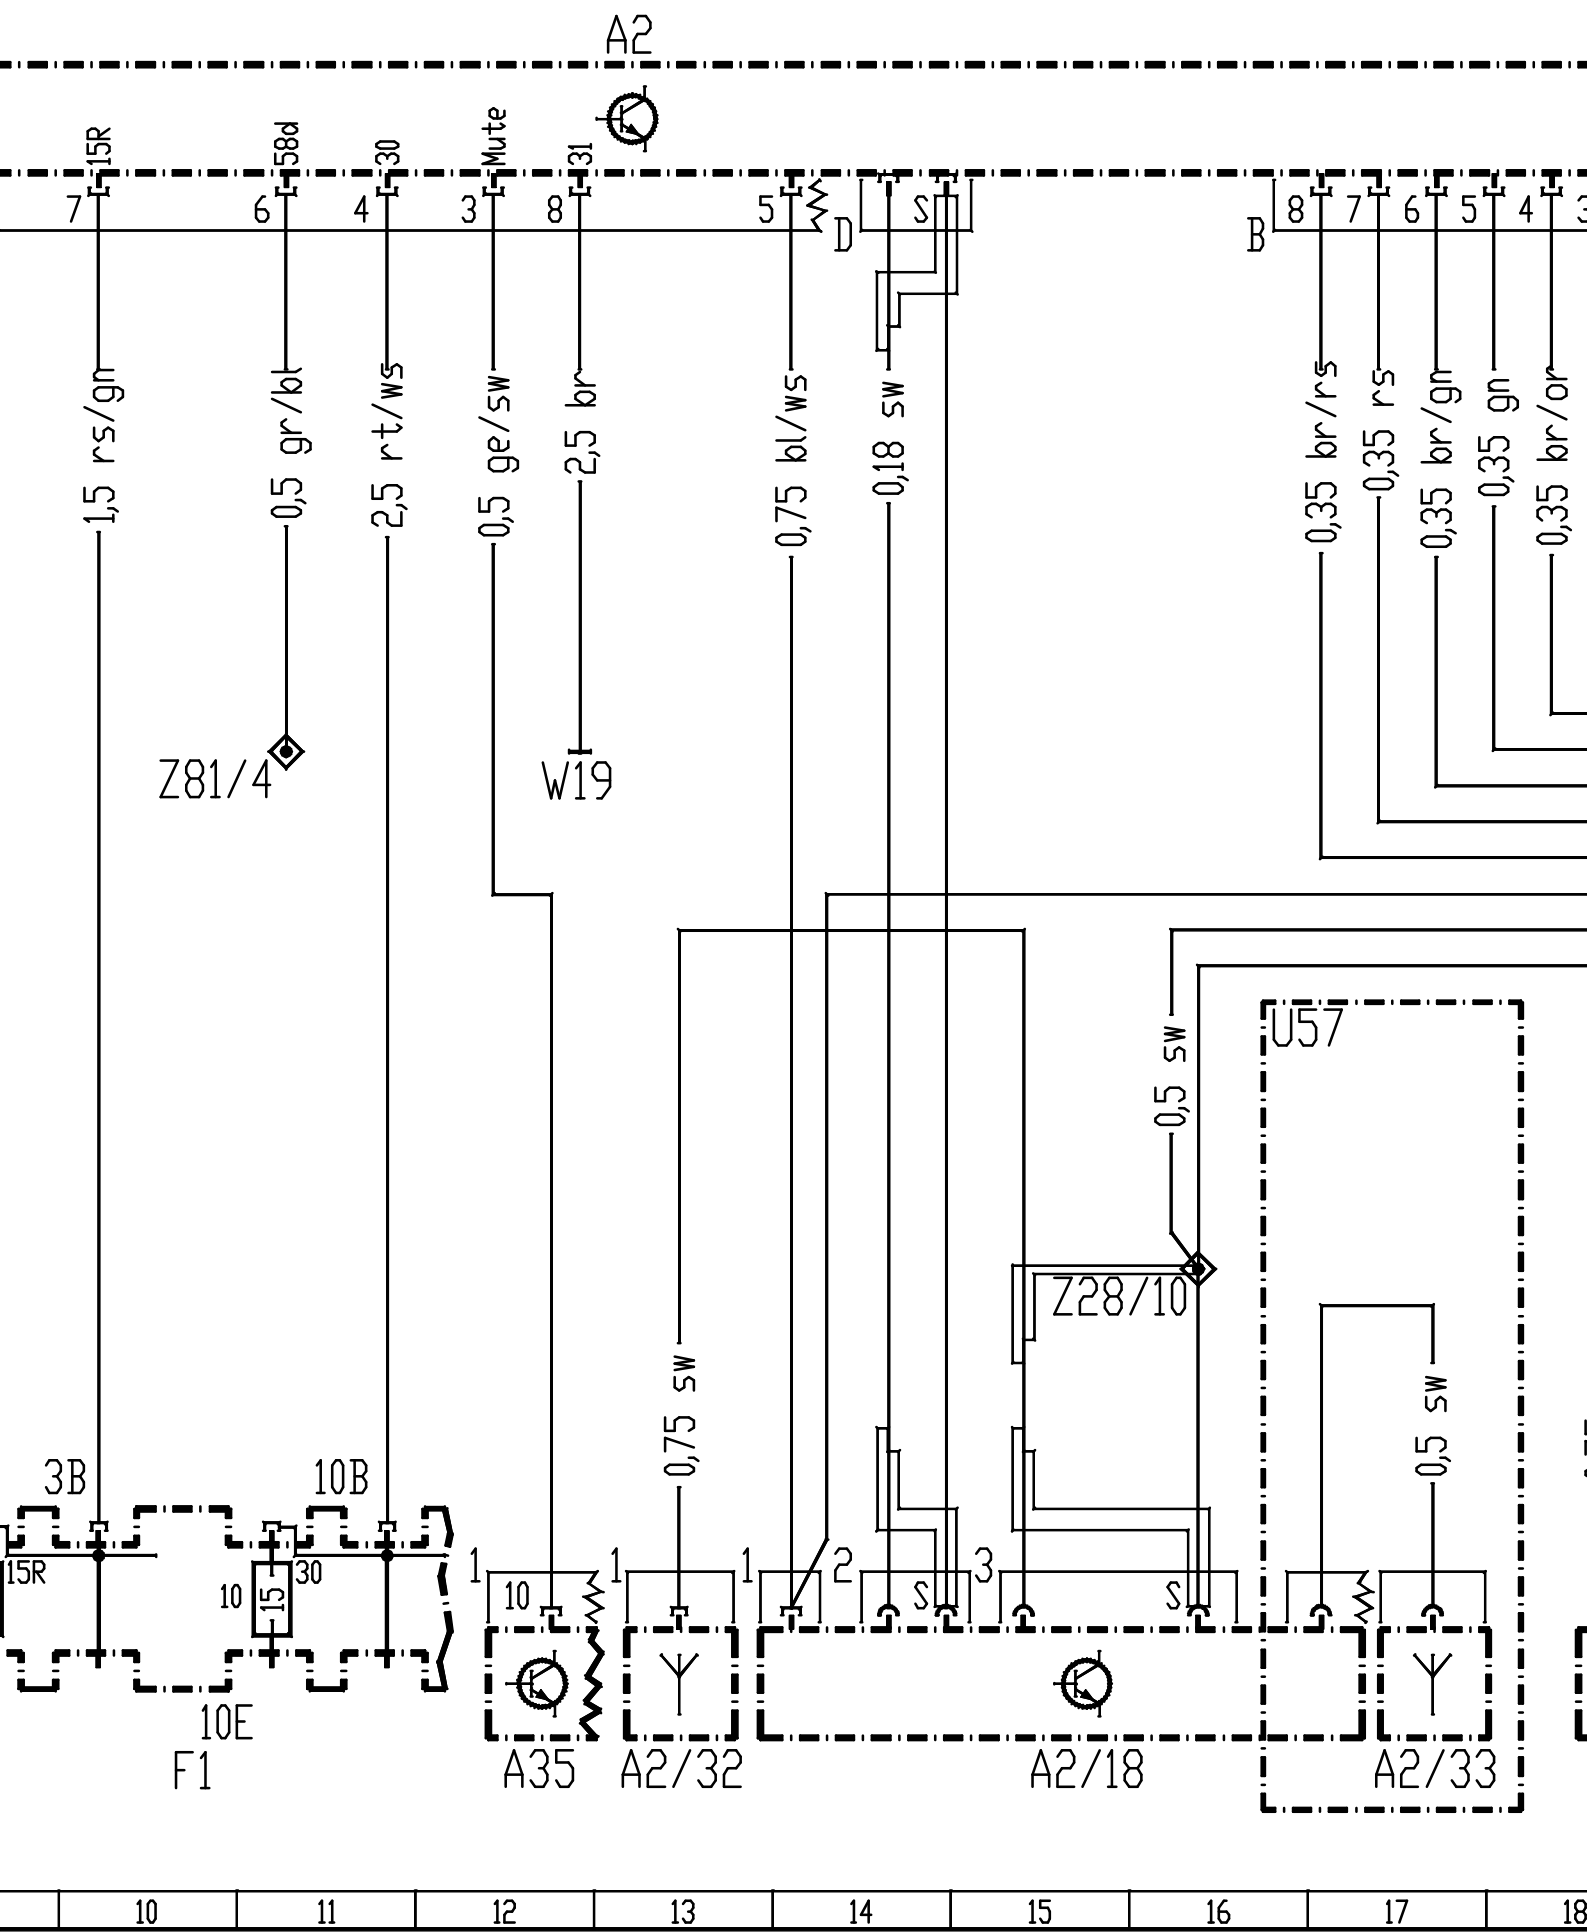 A2
15R
58d
30
Mute
31
7
6
4
3
8
5
D
S
B
8
7
6
5
4
1,5 rs/gn
0,5 gr/bl
2,5 rt/ws
0,5 ge/sw
2,5 br
0,75 bl/ws
0,18 sw
0,35 br/rs
0,35 rs
0,35 br/gn
0,35 gn
0,35 br/or
Z81/4
W19
U57
0,5 sw
Z28/10
0,75 sw
0,5 sw
3B
10B
15R
10
15
30
1
10
1
1
2
S
3
S
10E
F1
A35
A2/32
A2/18
A2/33
10
11
12
13
14
15
16
17
18